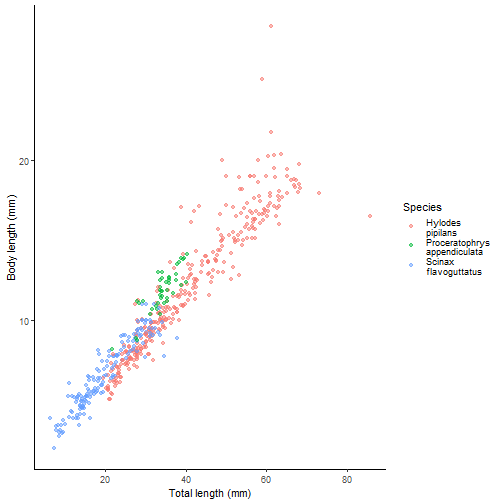 Body length (mm)
20
10
20
40
60
80
Total length (mm)
Species
Hylodes
pipilans
Proceratophrys
appendiculata
Scinax
flavoguttatus